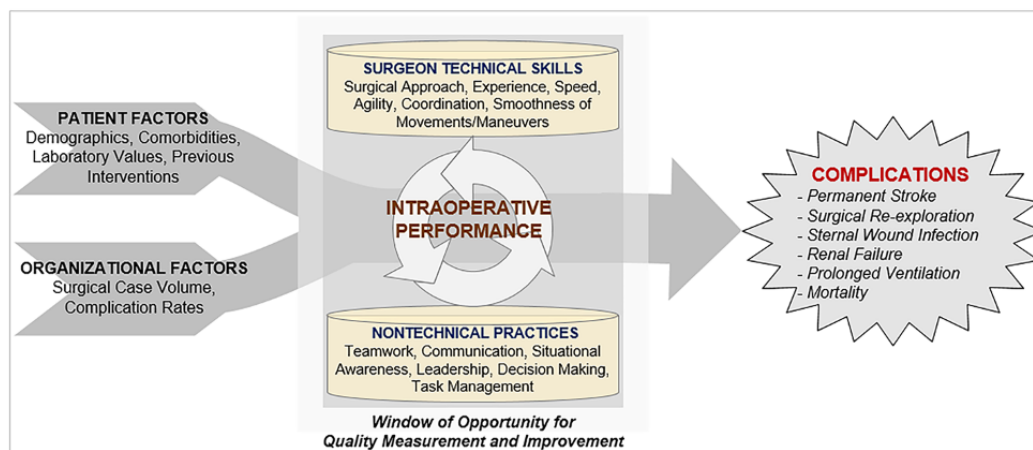 PATIENT FACTORS
Demographics, Comorbidities,
Laboratory Values, Previous
Interventions
ORGANIZATIONAL FACTORS
Surgical Case Volume,
Complication Rates
SURGEON TECHNICAL SKILLS
Surgical Approach, Experience, Speed,
Agility, Coordination, Smoothness of
Movements/Maneuvers
INTRAOPERATIVE
PERFORMANCE
NONTECHNICAL PRACTICES
Teamwork, Communication, Situational
Awareness, Leadership, Decision Making,
Task Management
Window of Opportunity for
Quality Measurement and Improvement
COMPLICATIONS
- Permanent Stroke
- Surgical Re-exploration
- Sternal Wound Infection
- Renal Failure
- Prolonged Ventilation
- Mortality